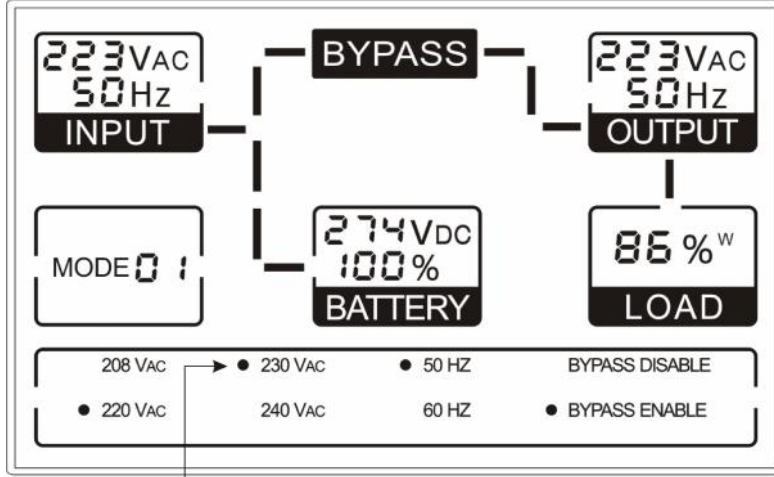 223VAC
50Hz
INPUT
BYPASS
223VAC
50Hz
OUTPUT
MODE 01
274VDC
100%
BATTERY
86%W
LOAD
208 VAC ● 230 VAC ● 50 HZ BYPASS DISABLE
● 220 VAC 240 VAC 60 HZ ● BYPASS ENABLE